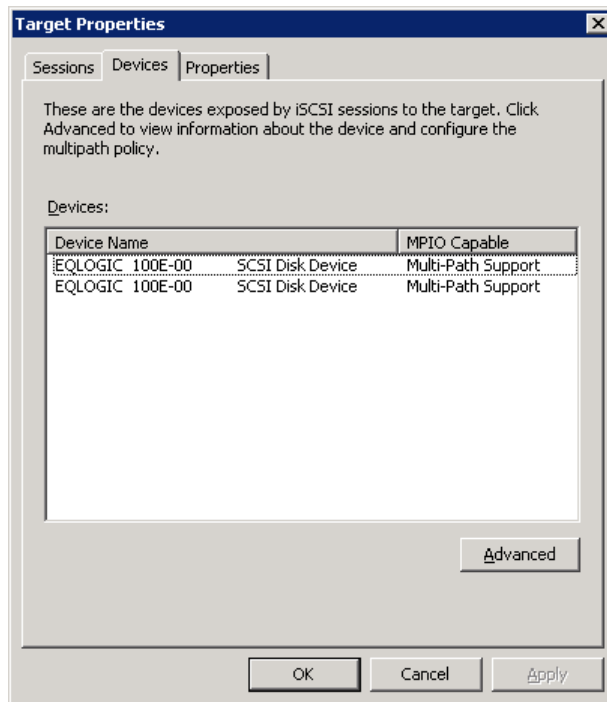 Target Properties
Sessions Devices Properties
These are the devices exposed by iSCSI sessions to the target. Click
Advanced to view information about the device and configure the
multipath policy.
Devices:
Device Name MPIO Capable
EQLOGIC 100E-00 SCSI Disk Device Multi-Path Support
EQLOGIC 100E-00 SCSI Disk Device Multi-Path Support
Advanced
OK Cancel Apply